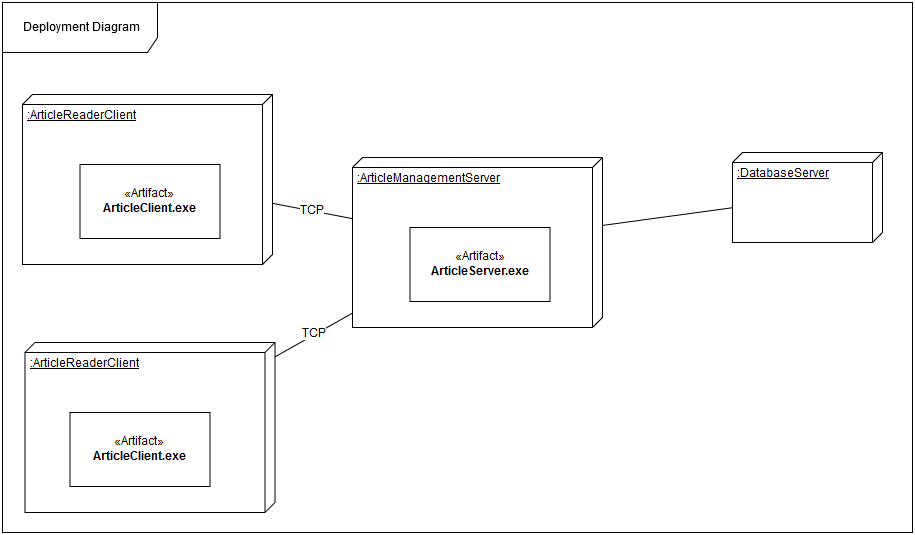 Deployment Diagram
:ArticleReaderClient
«Artifact»
ArticleClient.exe
TCP
:ArticleManagementServer
«Artifact»
ArticleServer.exe
:DatabaseServer
TCP
:ArticleReaderClient
«Artifact»
ArticleClient.exe